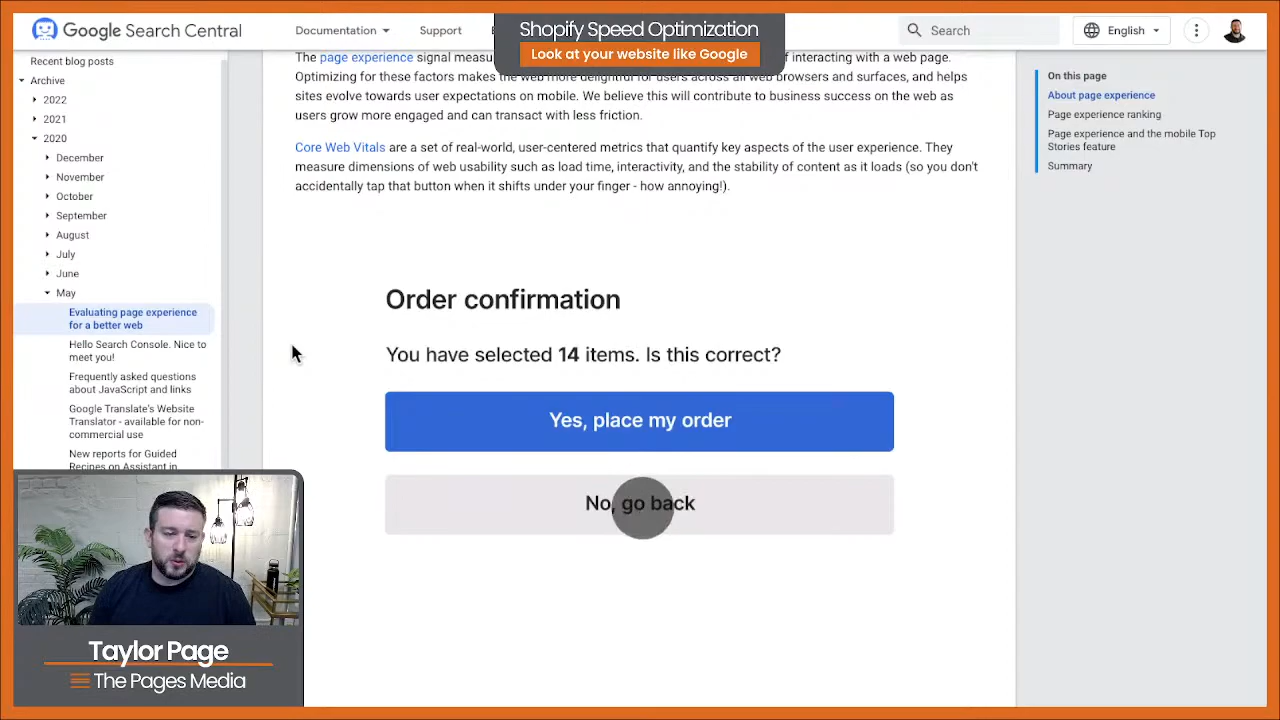 Google Search Central
Documentation
Support
Shopify Speed Optimization
Look at your website like Google
Search
English
Recent blog posts
Archive
2022
2021
2020
December
November
October
September
August
July
June
May
Evaluating page experience
for a better web
Hello Search Console. Nice to
meet you!
Frequently asked questions
about JavaScript and links
Google Translate's Website
Translator - available for non-
commercial use
New reports for Guided
Recipes on Assistant in
The page experience signal measu
of interacting with a web page.
Optimizing for these factors makes the web more delightful for users across all web browsers and surfaces, and helps
sites evolve towards user expectations on mobile. We believe this will contribute to business success on the web as
users grow more engaged and can transact with less friction.
Core Web Vitals are a set of real-world, user-centered metrics that quantify key aspects of the user experience. They
measure dimensions of web usability such as load time, interactivity, and the stability of content as it loads (so you don't
accidentally tap that button when it shifts under your finger - how annoying!).
Order confirmation
You have selected 14 items. Is this correct?
Yes, place my order
No, go back
On this page
About page experience
Page experience ranking
Page experience and the mobile Top
Stories feature
Summary
Taylor Page
The Pages Media